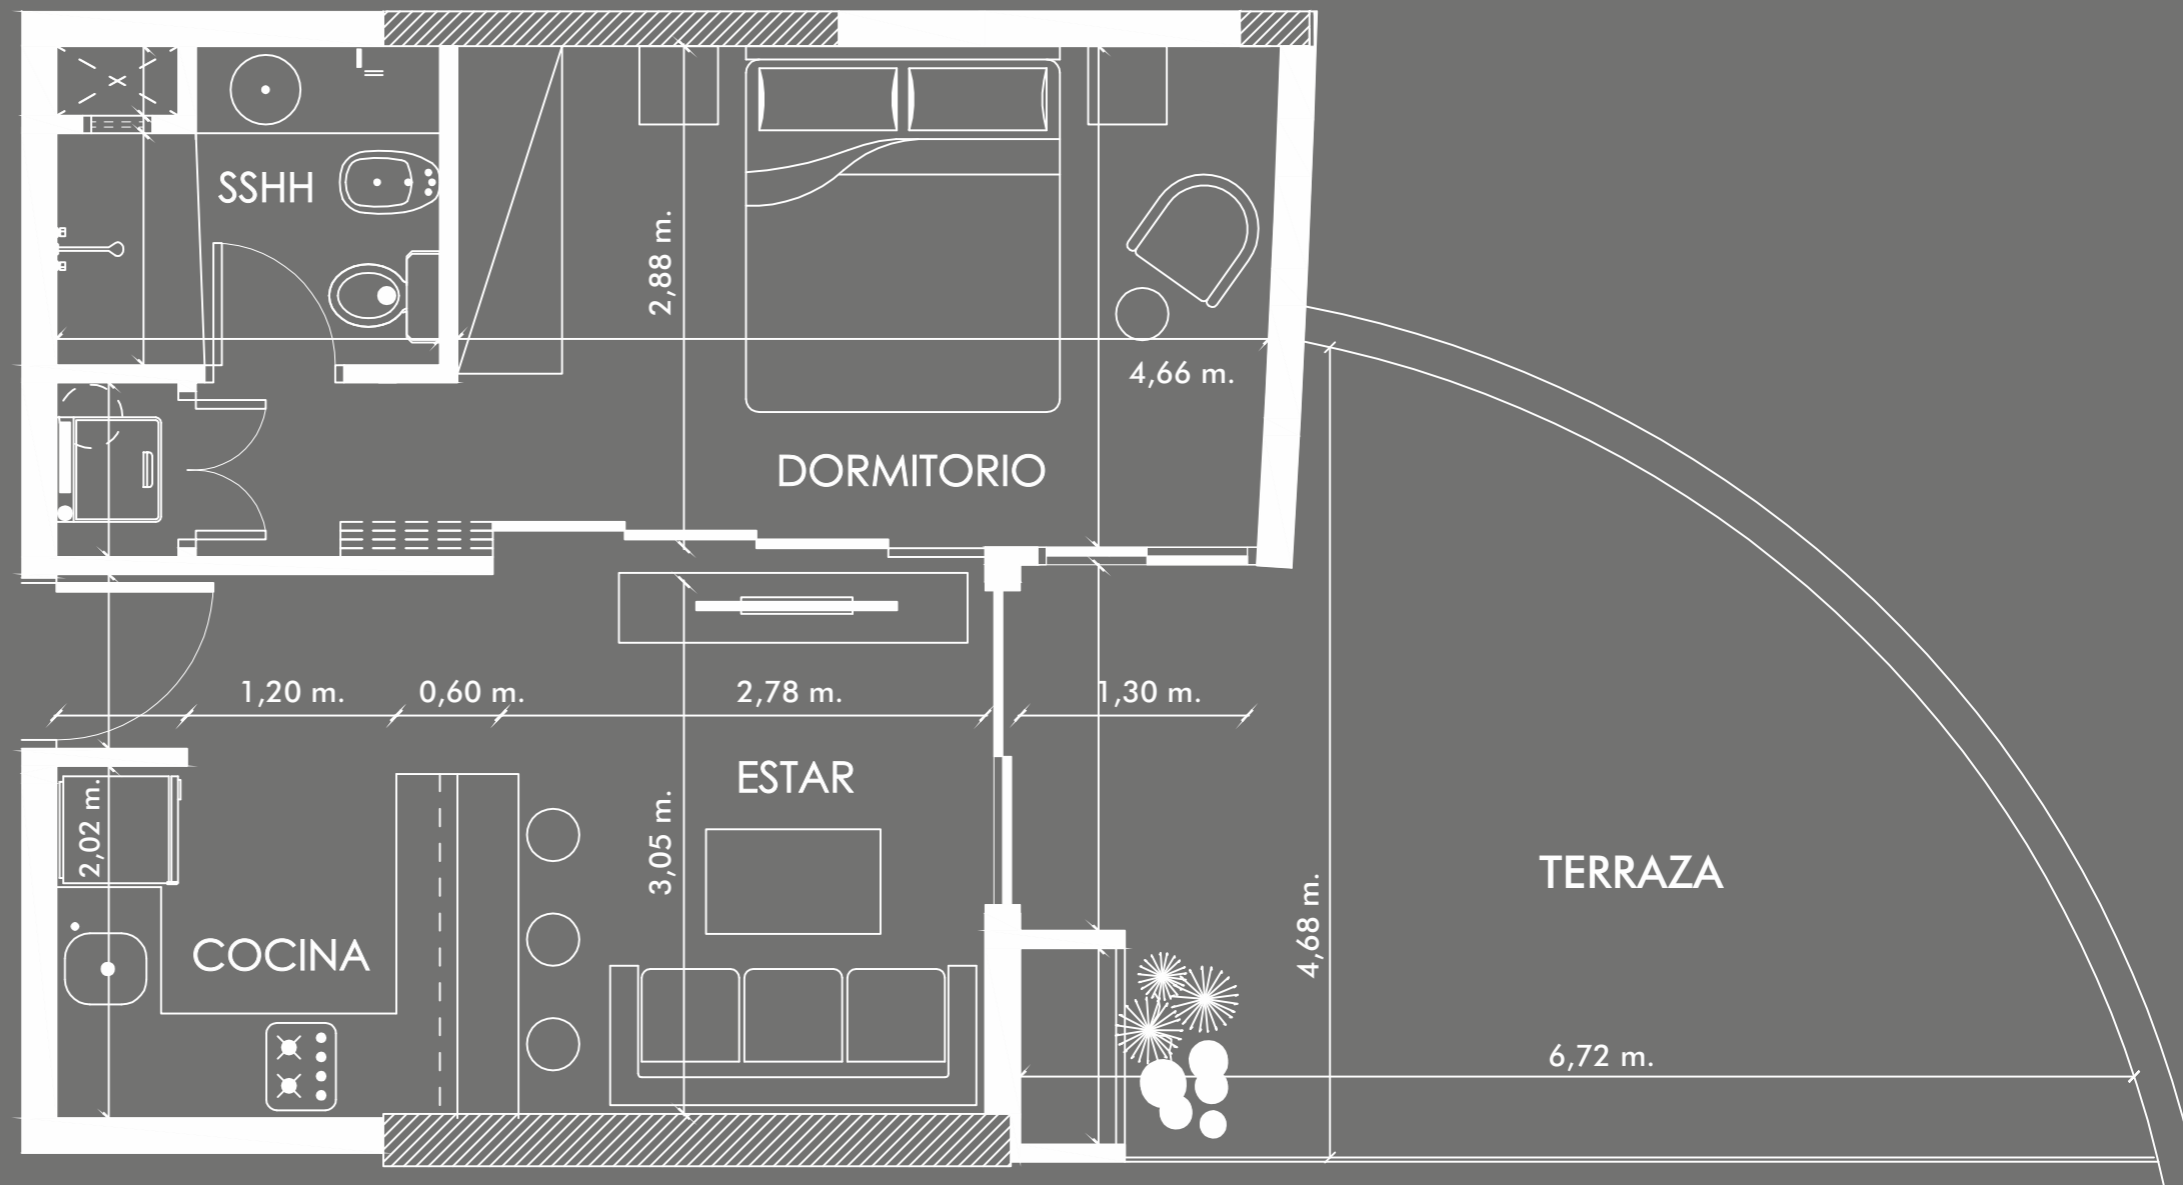 SSHH
2,88 m.
4,66 m.
DORMITORIO
1,20 m.
0,60 m.
2,78 m.
1,30 m.
ESTAR
2,02 m.
3,05 m.
TERRAZA
4,68 m.
COCINA
6,72 m.